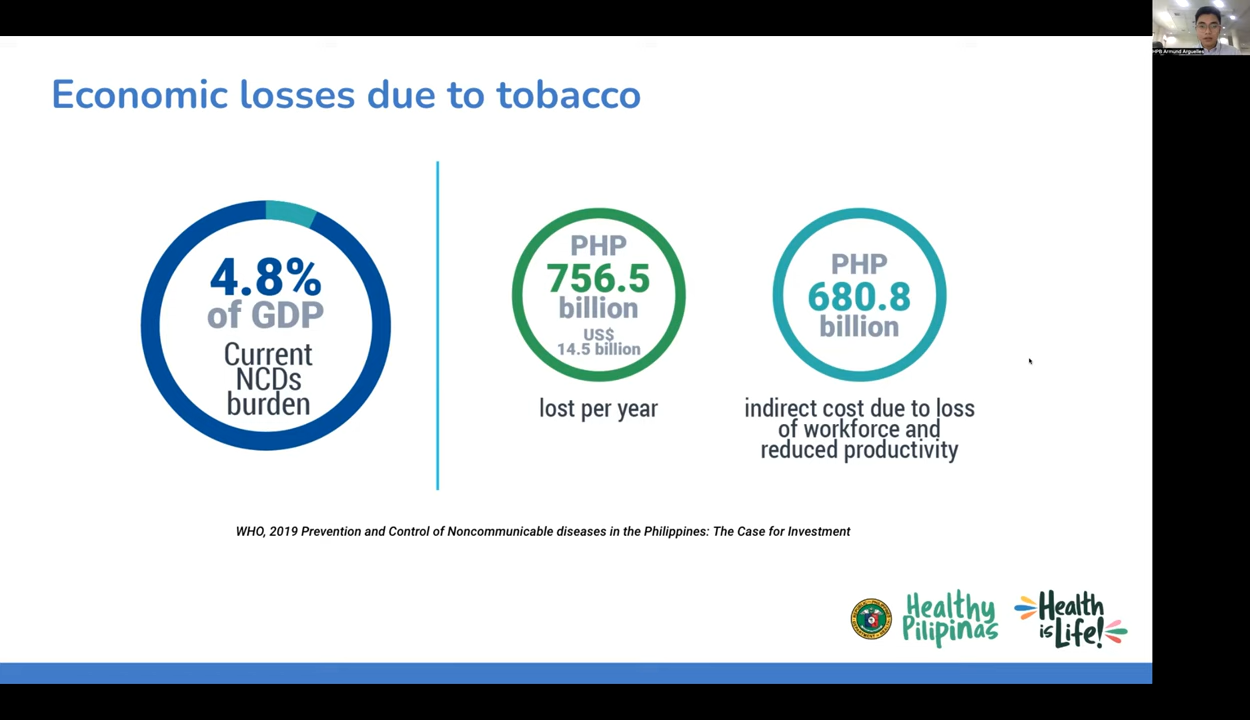 HPB Armund Arguelles
Economic losses due to tobacco
4.8%
of GDP
Current
NCDs
burden
PHP
756.5
billion
US$
14.5 billion
lost per year
PHP
680.8
billion
indirect cost due to loss
of workforce and
reduced productivity
WHO, 2019 Prevention and Control of Noncommunicable diseases in the Philippines: The Case for Investment
Healthy
Pilipinas
Health
is Life!